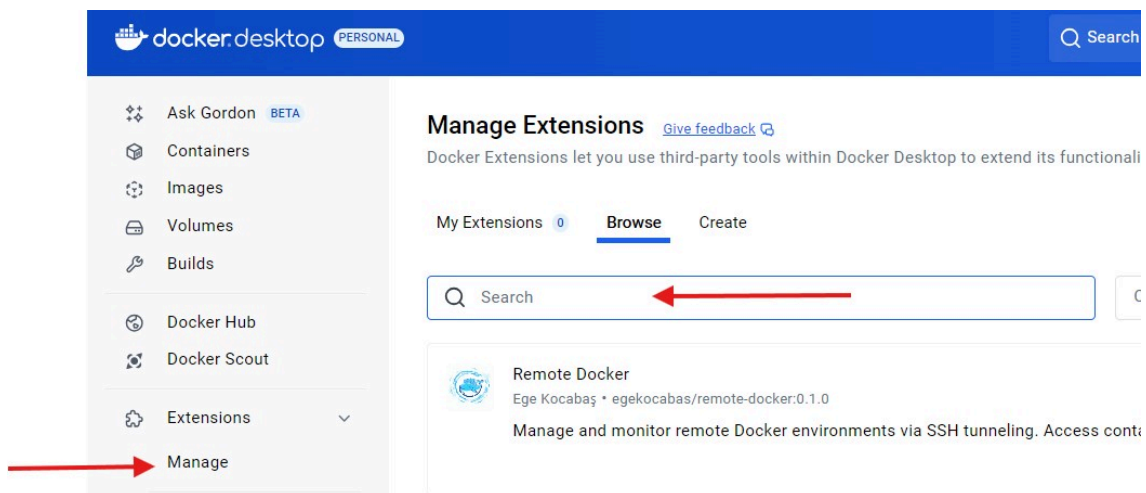 docker.desktop PERSONAL
Search
Ask Gordon BETA
Containers
Images
Volumes
Builds
Docker Hub
Docker Scout
Extensions
Manage
Manage Extensions Give feedback
Docker Extensions let you use third-party tools within Docker Desktop to extend its functionali
My Extensions 0 Browse Create
Search
Remote Docker
Ege Kocabaş • egekocabas/remote-docker:0.1.0
Manage and monitor remote Docker environments via SSH tunneling. Access conta